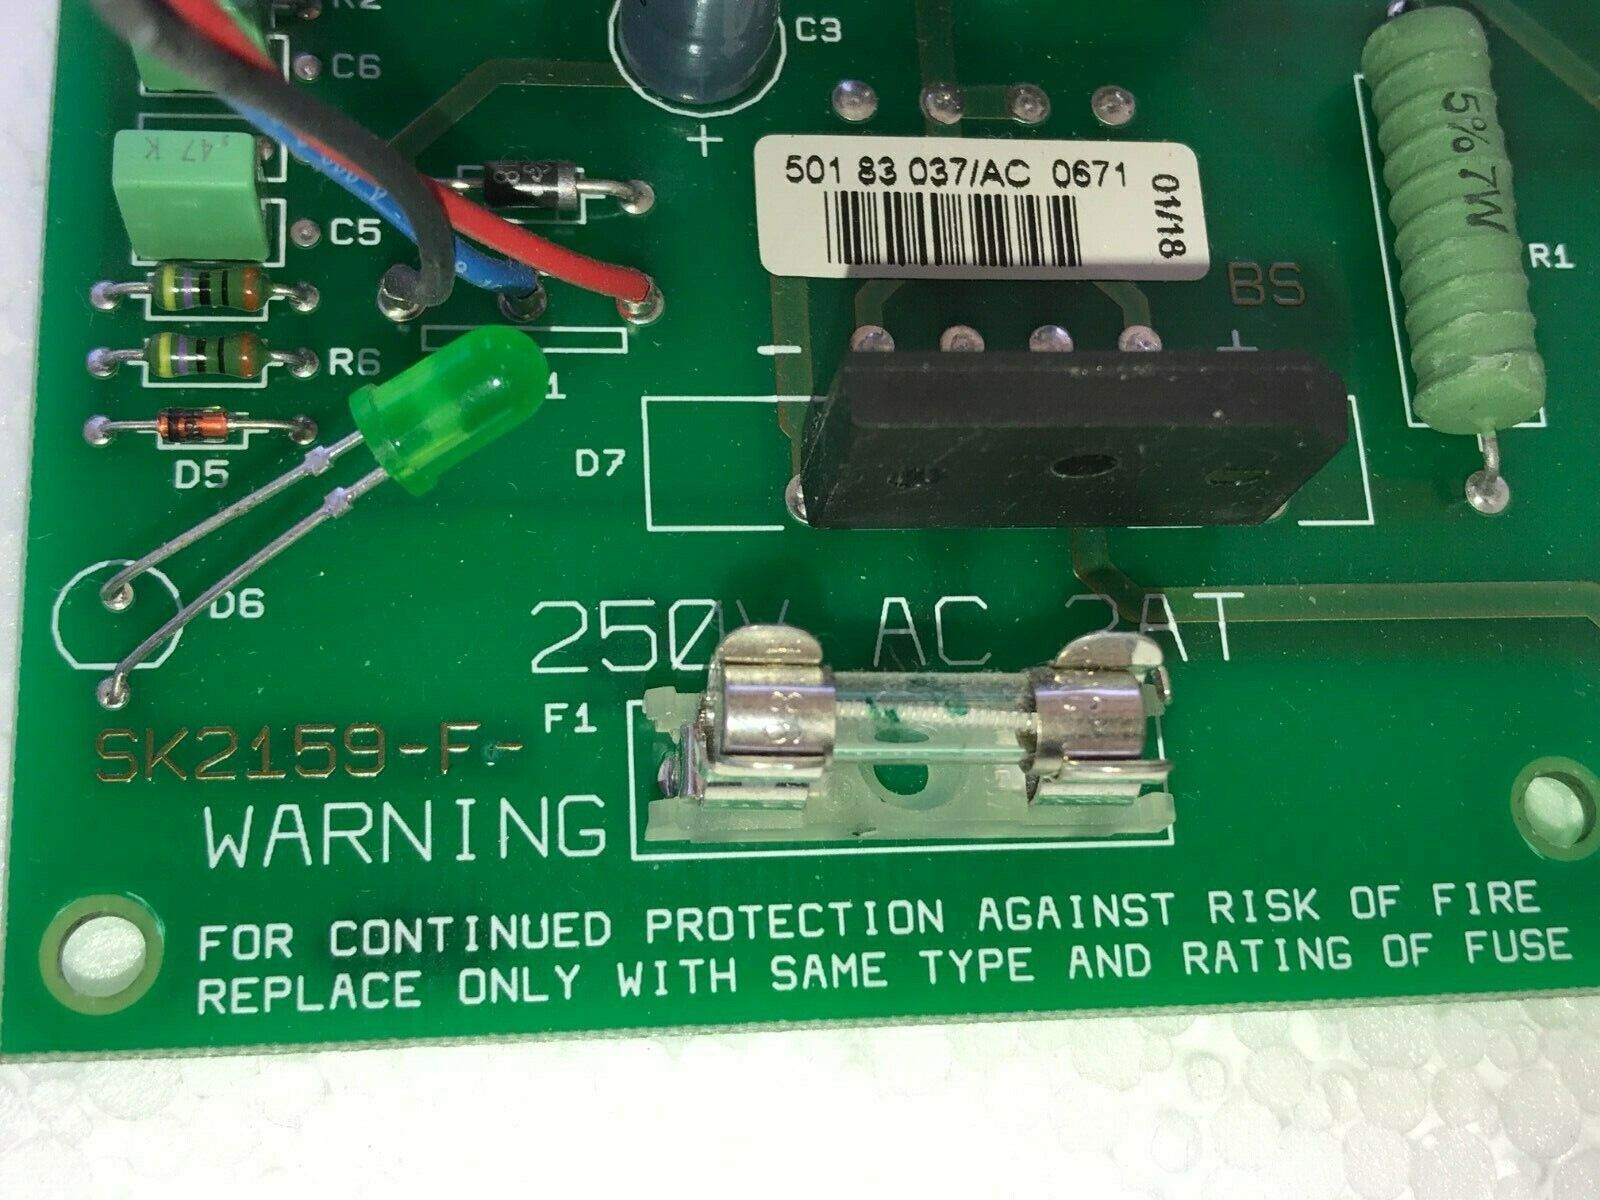 C3
C6
+
.47 K
501 83 037/AC 0671
01/18
C5
5% 7W
R1
BS
- +
R6
1
D5
D7
D6
250V AC 2AT
F1
SK2159-F-
WARNING
FOR CONTINUED PROTECTION AGAINST RISK OF FIRE
REPLACE ONLY WITH SAME TYPE AND RATING OF FUSE